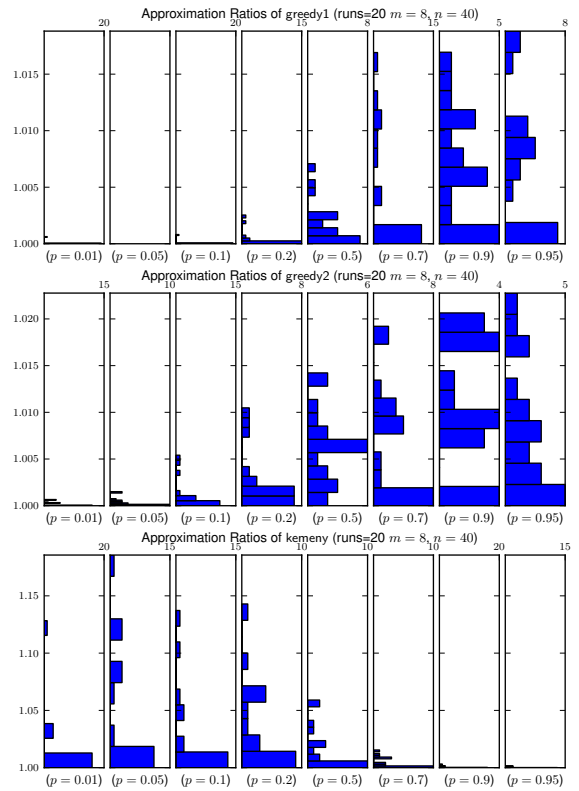 Approximation Ratios of greedy1 (runs=20 m = 8, n = 40)
20 20 20 15 8 15 5 8
1.015
1.010
1.005
1.000
(p = 0.01) (p = 0.05) (p = 0.1) (p = 0.2) (p = 0.5) (p = 0.7) (p = 0.9) (p = 0.95)
Approximation Ratios of greedy2 (runs=20 m = 8, n = 40)
15 10 15 8 6 8 4 5
1.020
1.015
1.010
1.005
1.000
(p = 0.01) (p = 0.05) (p = 0.1) (p = 0.2) (p = 0.5) (p = 0.7) (p = 0.9) (p = 0.95)
Approximation Ratios of kemeny (runs=20 m = 8, n = 40)
20 15 15 10 10 10 15 15
1.15
1.10
1.05
1.00
(p = 0.01) (p = 0.05) (p = 0.1) (p = 0.2) (p = 0.5) (p = 0.7) (p = 0.9) (p = 0.95)